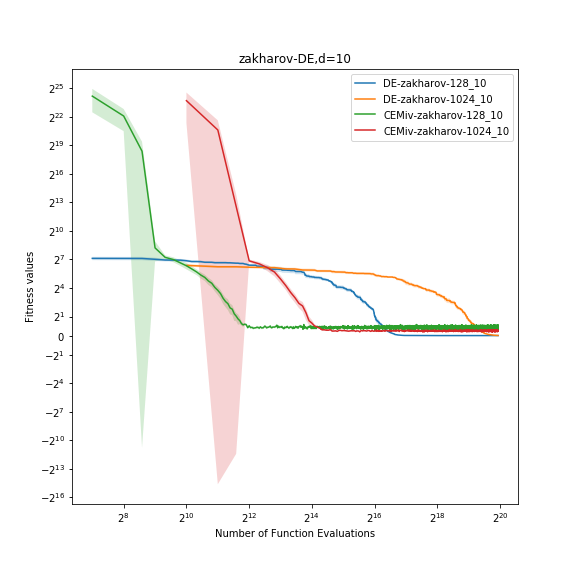 zakharov-DE,d=10
DE-zakharov-128_10
DE-zakharov-1024_10
CEMiv-zakharov-128_10
CEMiv-zakharov-1024_10
Fitness values
2^25
2^22
2^19
2^16
2^13
2^10
2^7
2^4
2^1
0
−2^1
−2^4
−2^7
−2^10
−2^13
−2^16
2^8 2^10 2^12 2^14 2^16 2^18 2^20
Number of Function Evaluations